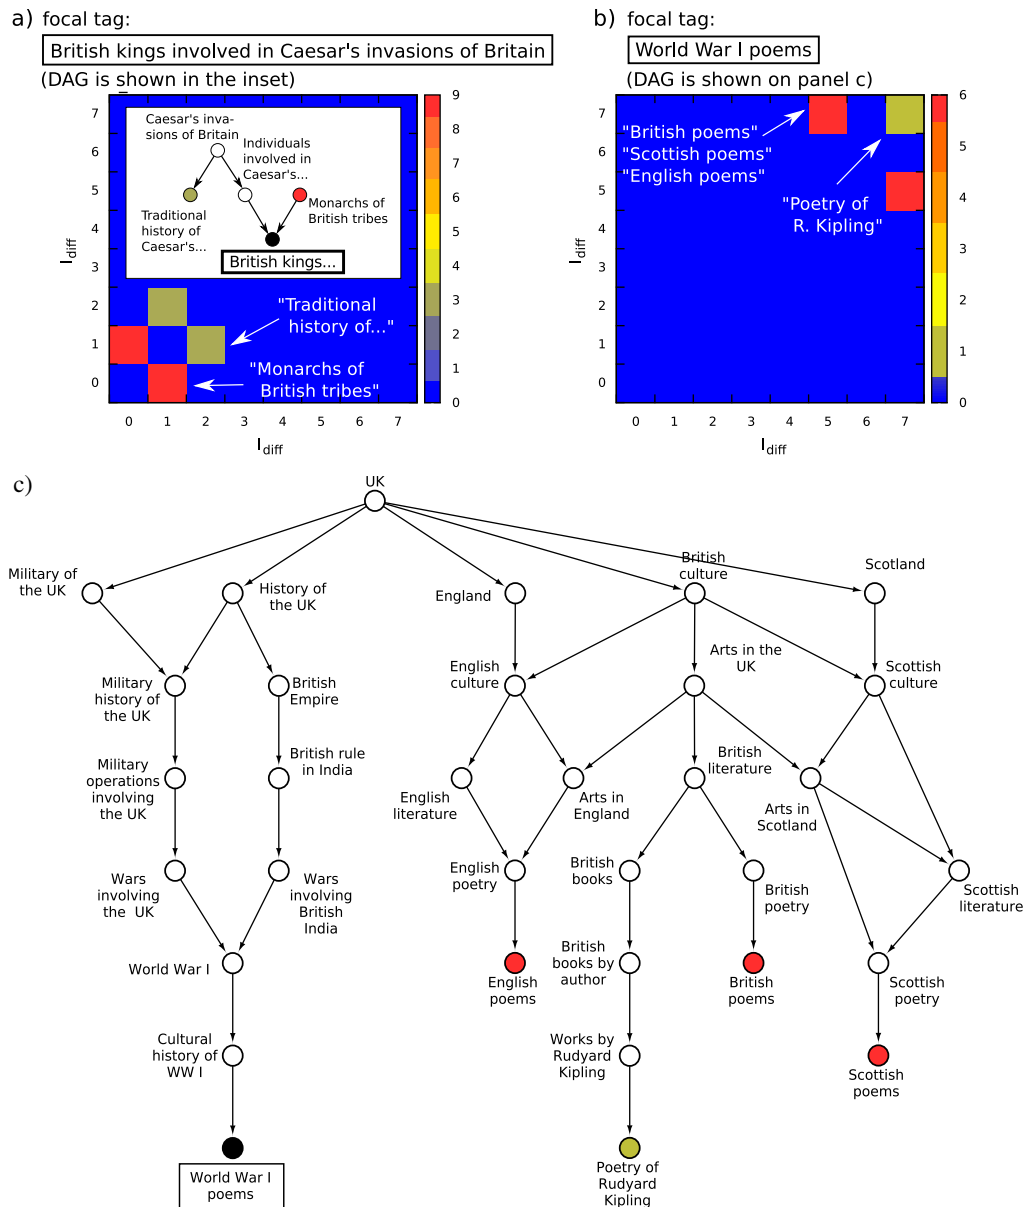 a) focal tag:
British kings involved in Caesar's invasions of Britain
(DAG is shown in the inset)
7
6
5
4
3
2
1
0
I diff
0 1 2 3 4 5 6 7
I diff
9
8
7
6
5
4
3
2
1
0
Caesar's inva-
sions of Britain
Individuals
involved in
Caesar's...
Traditional
history of
Caesar's...
Monarchs of
British tribes
British kings...
"Traditional
history of..."
"Monarchs of
British tribes"
b) focal tag:
World War I poems
(DAG is shown on panel c)
7
6
5
4
3
2
1
0
I diff
0 1 2 3 4 5 6 7
I diff
6
5
4
3
2
1
0
"British poems"
"Scottish poems"
"English poems"
"Poetry of
R. Kipling"
c)
UK
Military of
the UK
History of
the UK
England
British
culture
Scotland
Military
history of
the UK
British
Empire
English
culture
Arts in the
UK
Scottish
culture
Military
operations
involving
the UK
British rule
in India
English
literature
Arts in
England
British
literature
Arts in
Scotland
Wars
involving
the UK
Wars
involving
British
India
English
poetry
British
books
British
poetry
Scottish
literature
World War I
English
poems
British
books by
author
British
poems
Scottish
poetry
Cultural
history of
WW I
Works by
Rudyard
Kipling
Scottish
poems
World War I
poems
Poetry of
Rudyard
Kipling